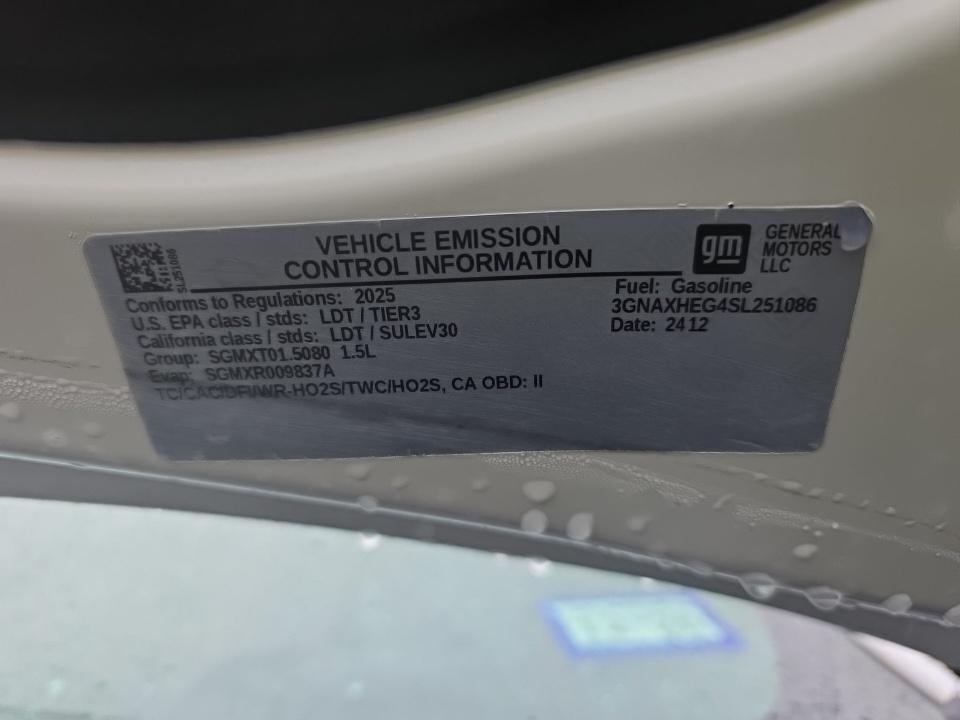 SL251086
VEHICLE EMISSION
CONTROL INFORMATION
gm
GENERAL
MOTORS
LLC
Conforms to Regulations: 2025
U.S. EPA class / stds: LDT / TIER3
California class / stds: LDT / SULEV30
Group: SGMXT01.5080 1.5L
Evap: SGMXR009837A
TC/CAC/DFI/WR-HO2S/TWC/HO2S, CA OBD: II
Fuel: Gasoline
3GNAXHEG4SL251086
Date: 2412